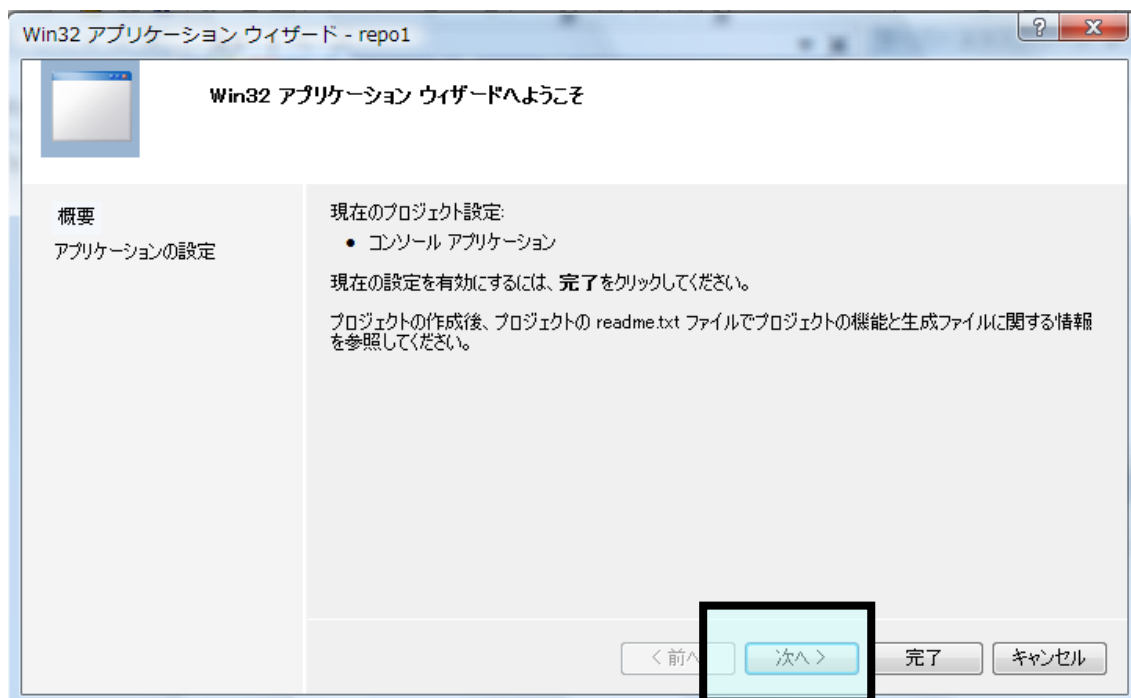 Win32 アプリケーション ウィザード - repo1
Win32 アプリケーション ウィザードへようこそ
概要
アプリケーションの設定
現在のプロジェクト設定:
• コンソール アプリケーション
現在の設定を有効にするには、完了をクリックしてください。
プロジェクトの作成後、プロジェクトの readme.txt ファイルでプロジェクトの機能と生成ファイルに関する情報
を参照してください。
< 前へ 次へ > 完了 キャンセル